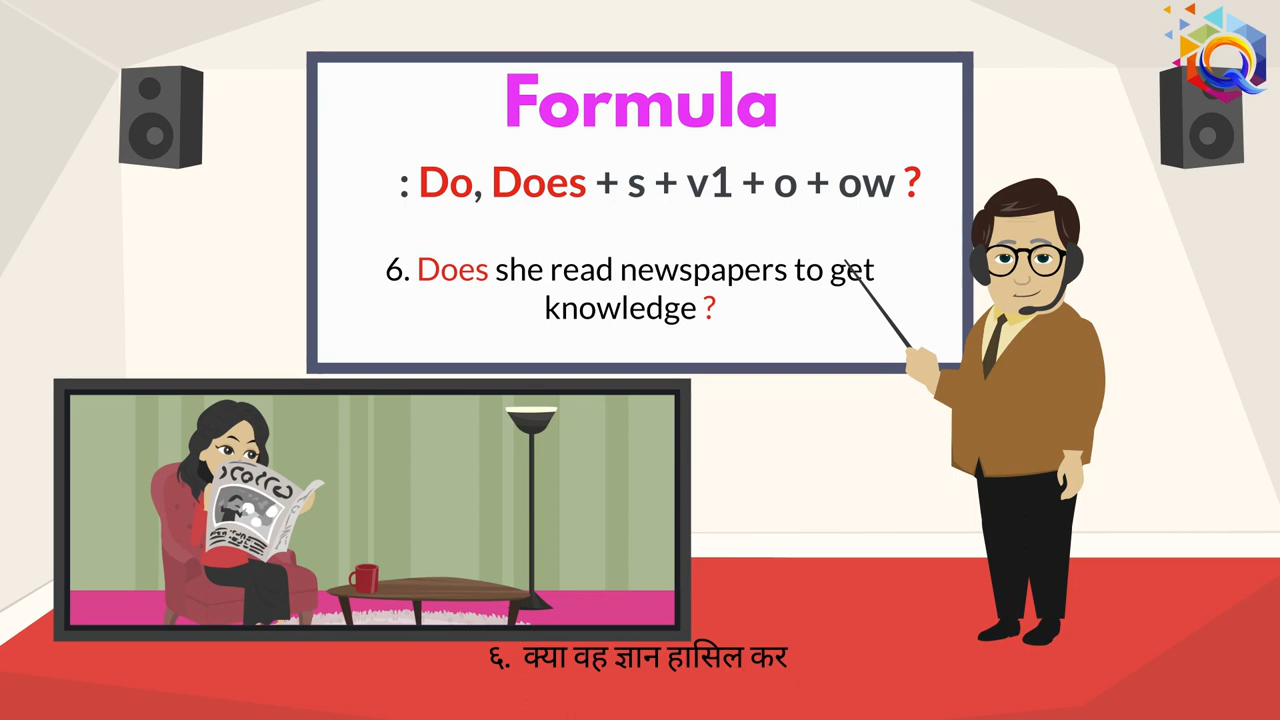 Formula
: Do, Does + s + v1 + o + ow ?
6. Does she read newspapers to get
knowledge ?
६. क्या वह ज्ञान हासिल कर